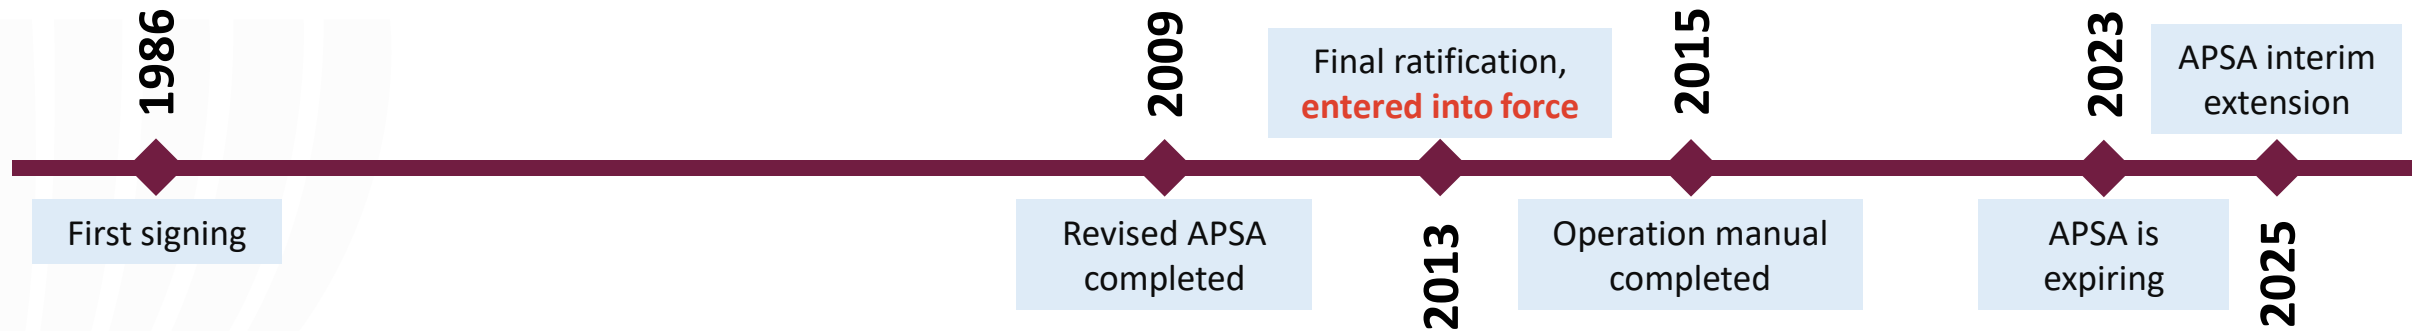 1986
First signing
2009
Revised APSA
completed
Final ratification,
entered into force
2013
2015
Operation manual
completed
2023
APSA is
expiring
APSA interim
extension
2025